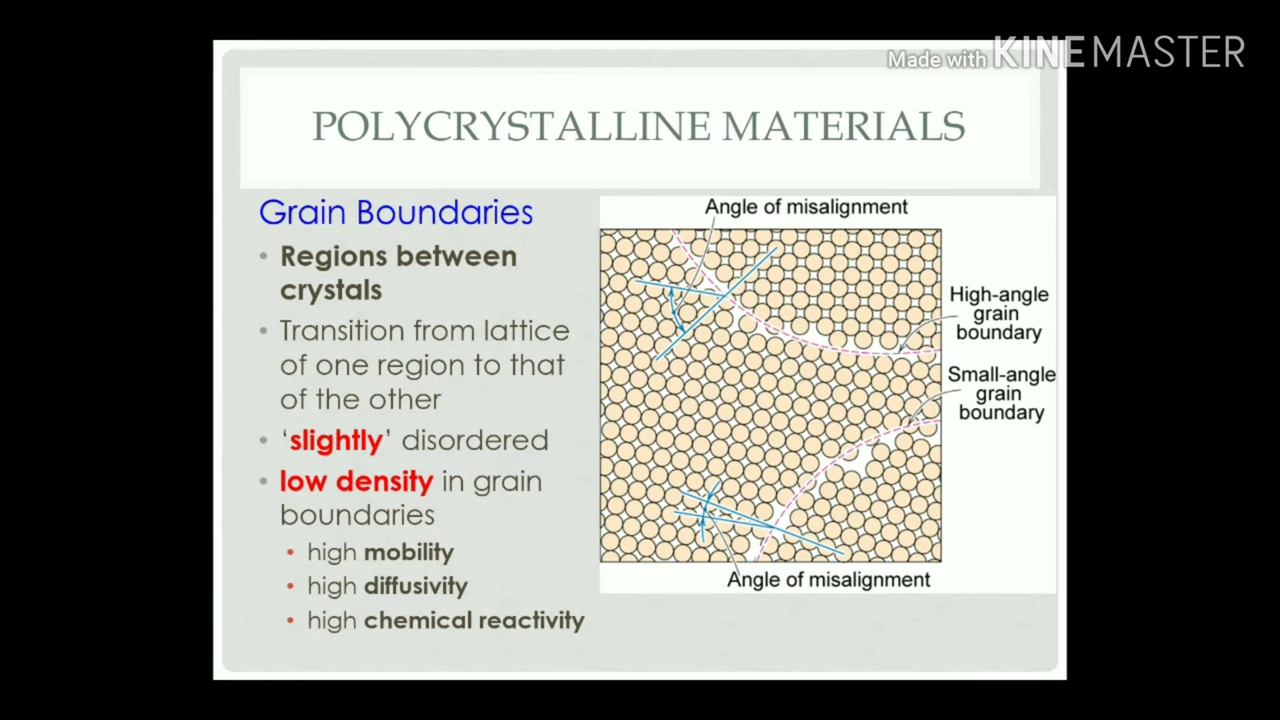 Made with KINEMASTER
POLYCRYSTALLINE MATERIALS
Grain Boundaries
• Regions between
crystals
• Transition from lattice
of one region to that
of the other
• ‘slightly’ disordered
• low density in grain
boundaries
• high mobility
• high diffusivity
• high chemical reactivity
Angle of misalignment
High-angle
grain
boundary
Small-angle
grain
boundary
Angle of misalignment